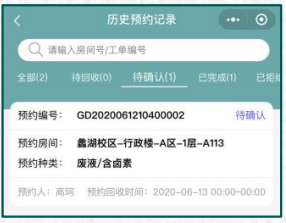 历史预约记录
请输入房间号/工单编号
全部(2) 待回收(0) 待确认(1) 已完成(1) 已拒
预约编号: GD2020061210400002 待确认
预约房间: 蠡湖校区-行政楼-A区-1层-A113
预约种类: 废液/含卤素
预约人: 高珂 预约回收时间: 2020-06-13 00:00~00:00